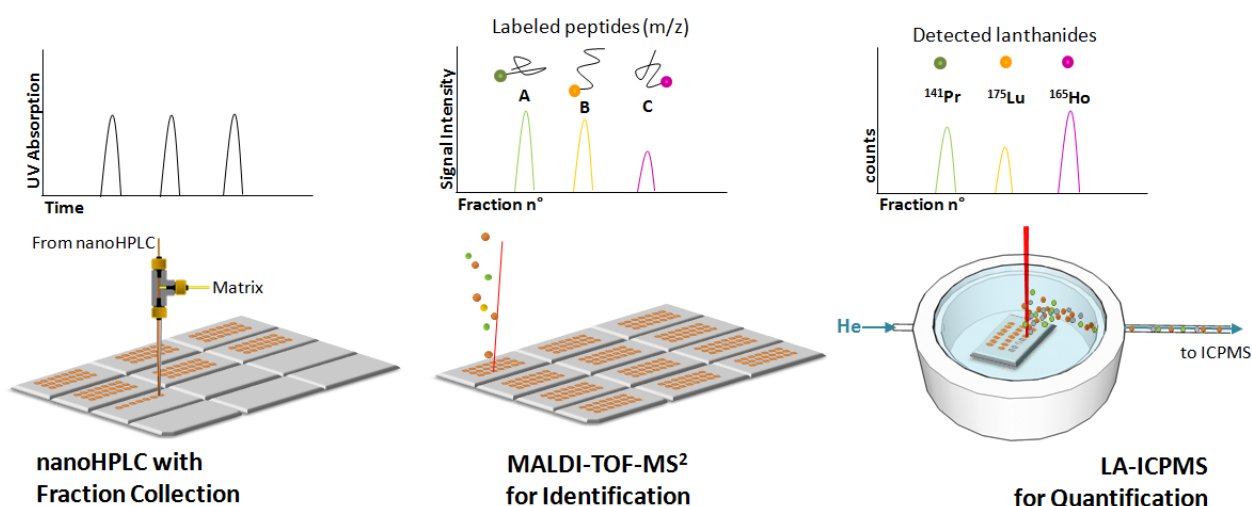 UV Absorption
Time
From nanoHPLC
Matrix
nanoHPLC with
Fraction Collection
Labeled peptides (m/z)
Signal Intensity
A
B
C
Fraction n°
MALDI-TOF-MS²
for Identification
Detected lanthanides
¹⁴¹Pr
¹⁷⁵Lu
¹⁶⁵Ho
counts
Fraction n°
He
to ICPMS
LA-ICPMS
for Quantification